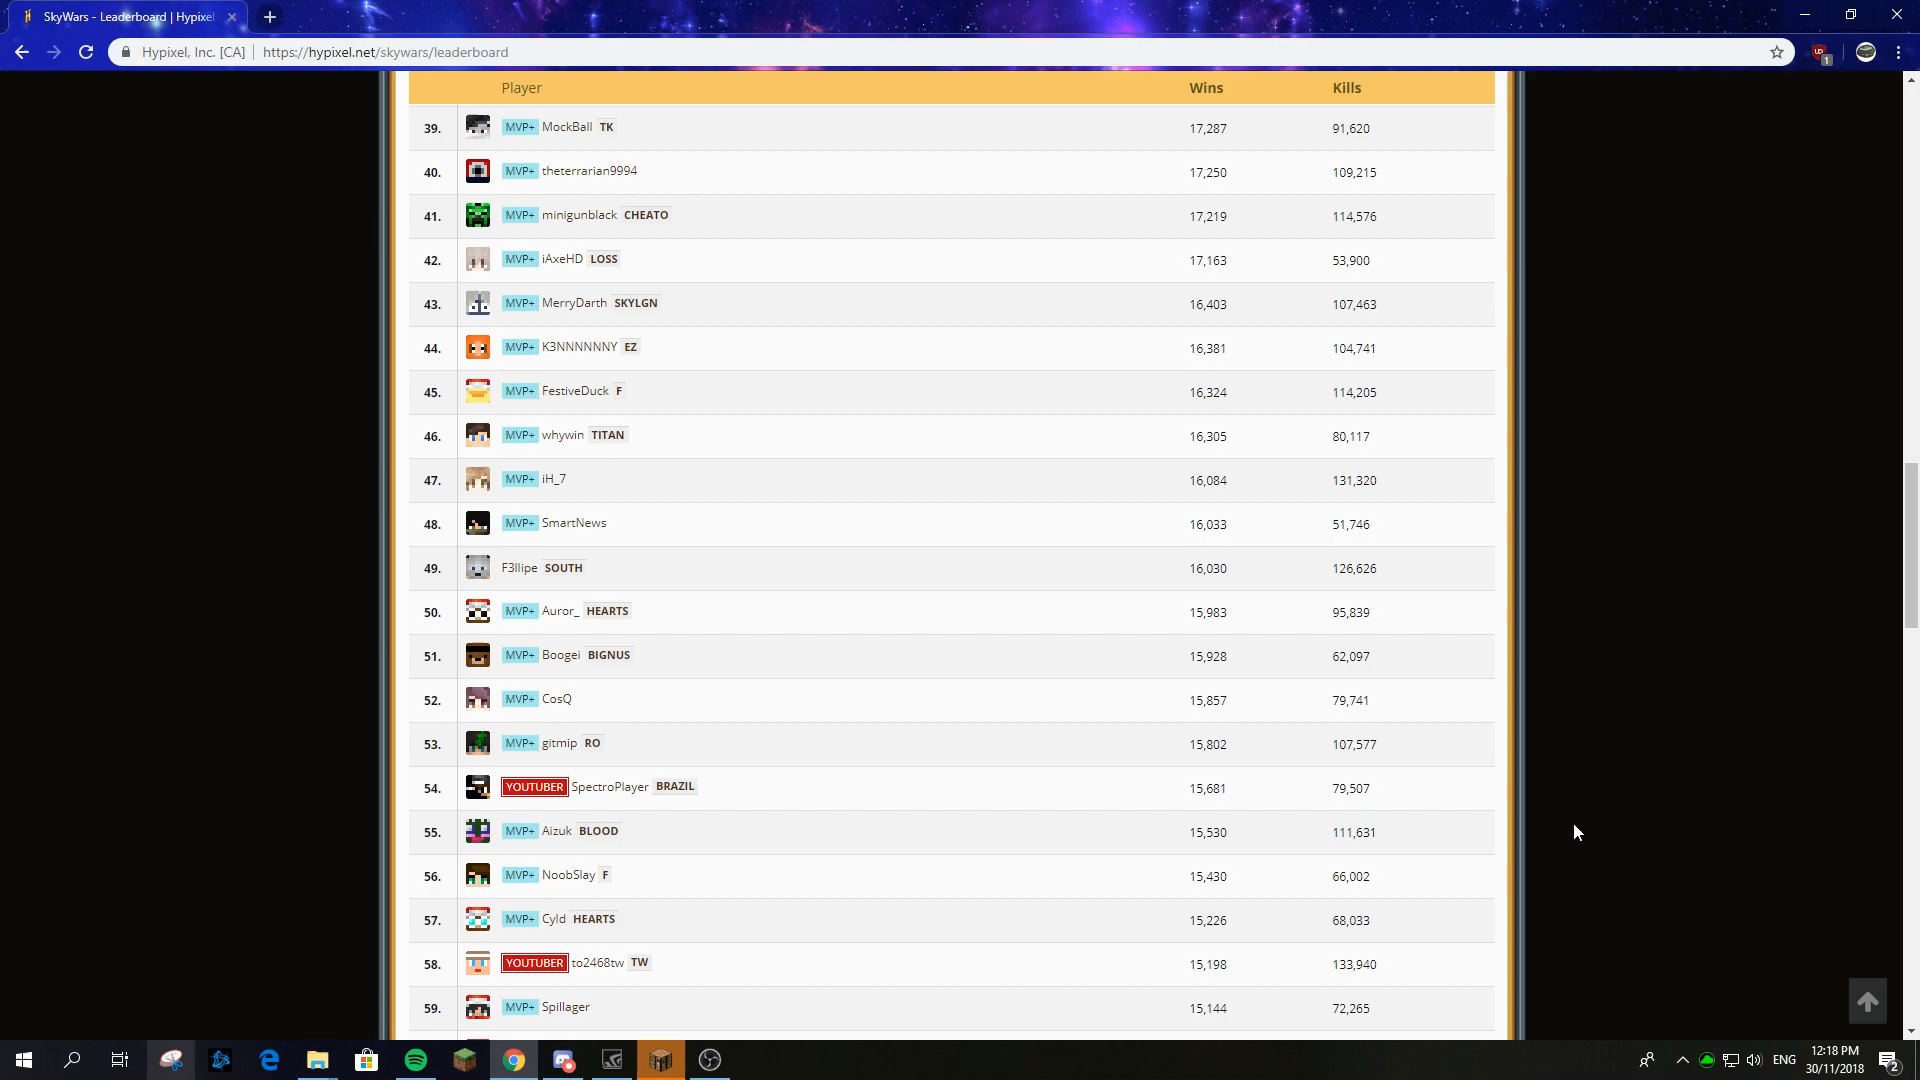 SkyWars - Leaderboard | Hypixel
Hypixel, Inc. [CA] | https://hypixel.net/skywars/leaderboard
1
Player Wins Kills
39. MVP+ MockBall TK 17,287 91,620
40. MVP+ theterrarian9994 17,250 109,215
41. MVP+ minigunblack CHEATO 17,219 114,576
42. MVP+ iAxeHD LOSS 17,163 53,900
43. MVP+ MerryDarth SKYLGN 16,403 107,463
44. MVP+ K3NNNNNNY EZ 16,381 104,741
45. MVP+ FestiveDuck F 16,324 114,205
46. MVP+ whywin TITAN 16,305 80,117
47. MVP+ iH_7 16,084 131,320
48. MVP+ SmartNews 16,033 51,746
49. F3llipe SOUTH 16,030 126,626
50. MVP+ Auror_ HEARTS 15,983 95,839
51. MVP+ Boogei BIGNUS 15,928 62,097
52. MVP+ CosQ 15,857 79,741
53. MVP+ gitmip RO 15,802 107,577
54. YOUTUBER SpectroPlayer BRAZIL 15,681 79,507
55. MVP+ Aizuk BLOOD 15,530 111,631
56. MVP+ NoobSlay F 15,430 66,002
57. MVP+ Cyld HEARTS 15,226 68,033
58. YOUTUBER to2468tw TW 15,198 133,940
59. MVP+ Spillager 15,144 72,265
ENG
12:18 PM
30/11/2018
2